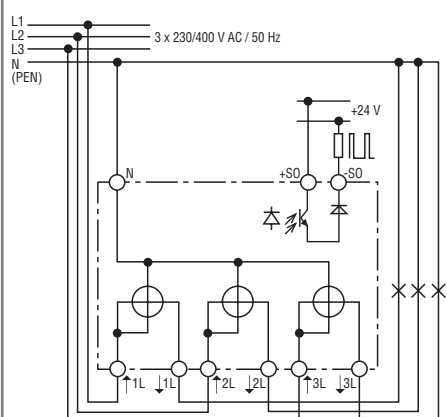 L1
L2
3 x 230/400 V AC / 50 Hz
L3
N
(PEN)
+24 V
N
+SO
-SO
1L
1L
2L
2L
3L
3L